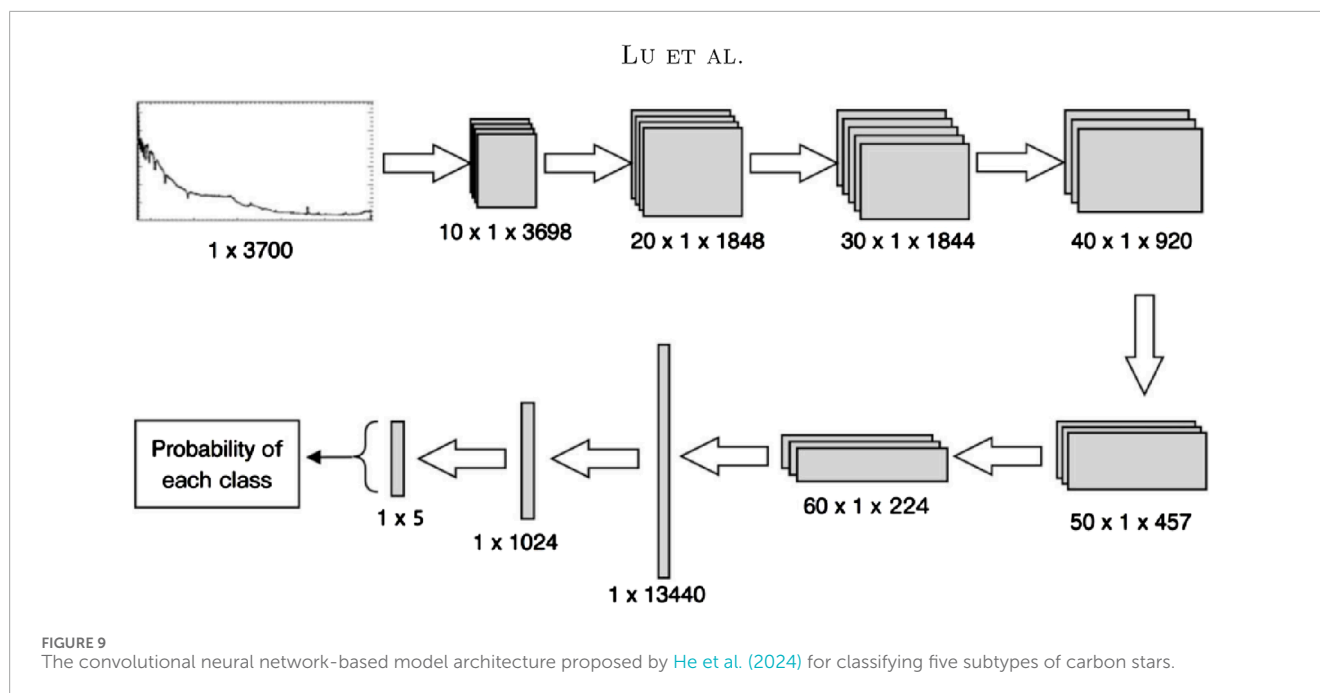 LU ET AL.
1 x 3700
10 x 1 x 3698
20 x 1 x 1848
30 x 1 x 1844
40 x 1 x 920
50 x 1 x 457
60 x 1 x 224
1 x 13440
1 x 1024
1 x 5
Probability of
each class
FIGURE 9
The convolutional neural network-based model architecture proposed by He et al. (2024) for classifying five subtypes of carbon stars.